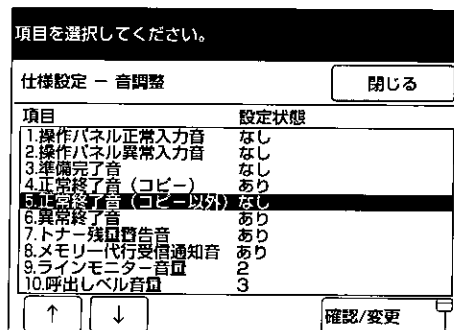 項目を選択してください。
仕様設定 － 音調整 閉じる
項目 設定状態
1.操作パネル正常入力音 なし
2.操作パネル異常入力音 なし
3.準備完了音 なし
4.正常終了音（コピー） あり
5.正常終了音（コピー以外） なし
6.異常終了音 あり
7.トナー残量警告音 あり
8.メモリー代行受信通知音 あり
9.ラインモニター音量 2
10.呼出しベル音量 3
↑ ↓ 確認/変更